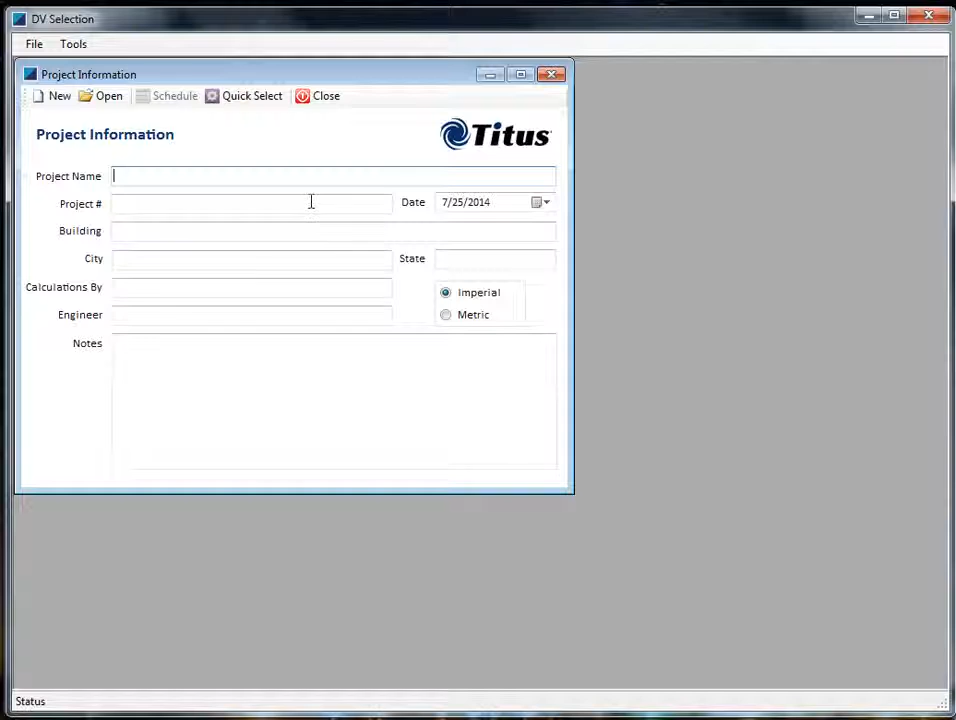 DV Selection
File Tools
Project Information
New Open Schedule Quick Select Close
Project Information
Titus
Project Name
Project # Date 7/25/2014
Building
City State
Calculations By Imperial
Engineer Metric
Notes
Status